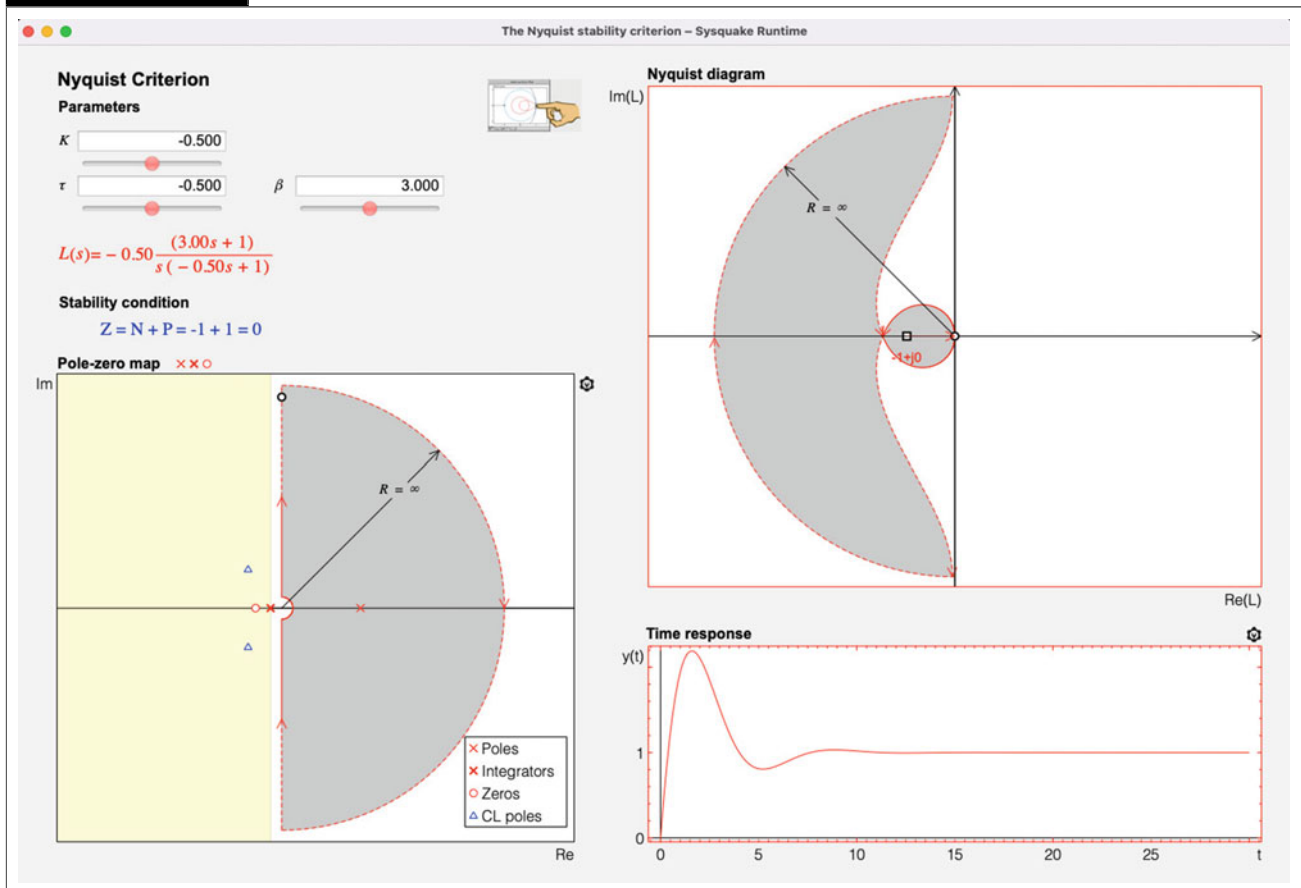 The Nyquist stability criterion – Sysquake Runtime
Nyquist Criterion
Parameters
K -0.500
τ -0.500 β 3.000
L(s)= − 0.50 (3.00s + 1) / s ( − 0.50s + 1)
Stability condition
Z = N + P = -1 + 1 = 0
Pole-zero map
Im
R = ∞
Poles
Integrators
Zeros
CL poles
Re
Nyquist diagram
Im(L)
R = ∞
-1+j0
Re(L)
Time response
y(t)
1
0
0 5 10 15 20 25 t